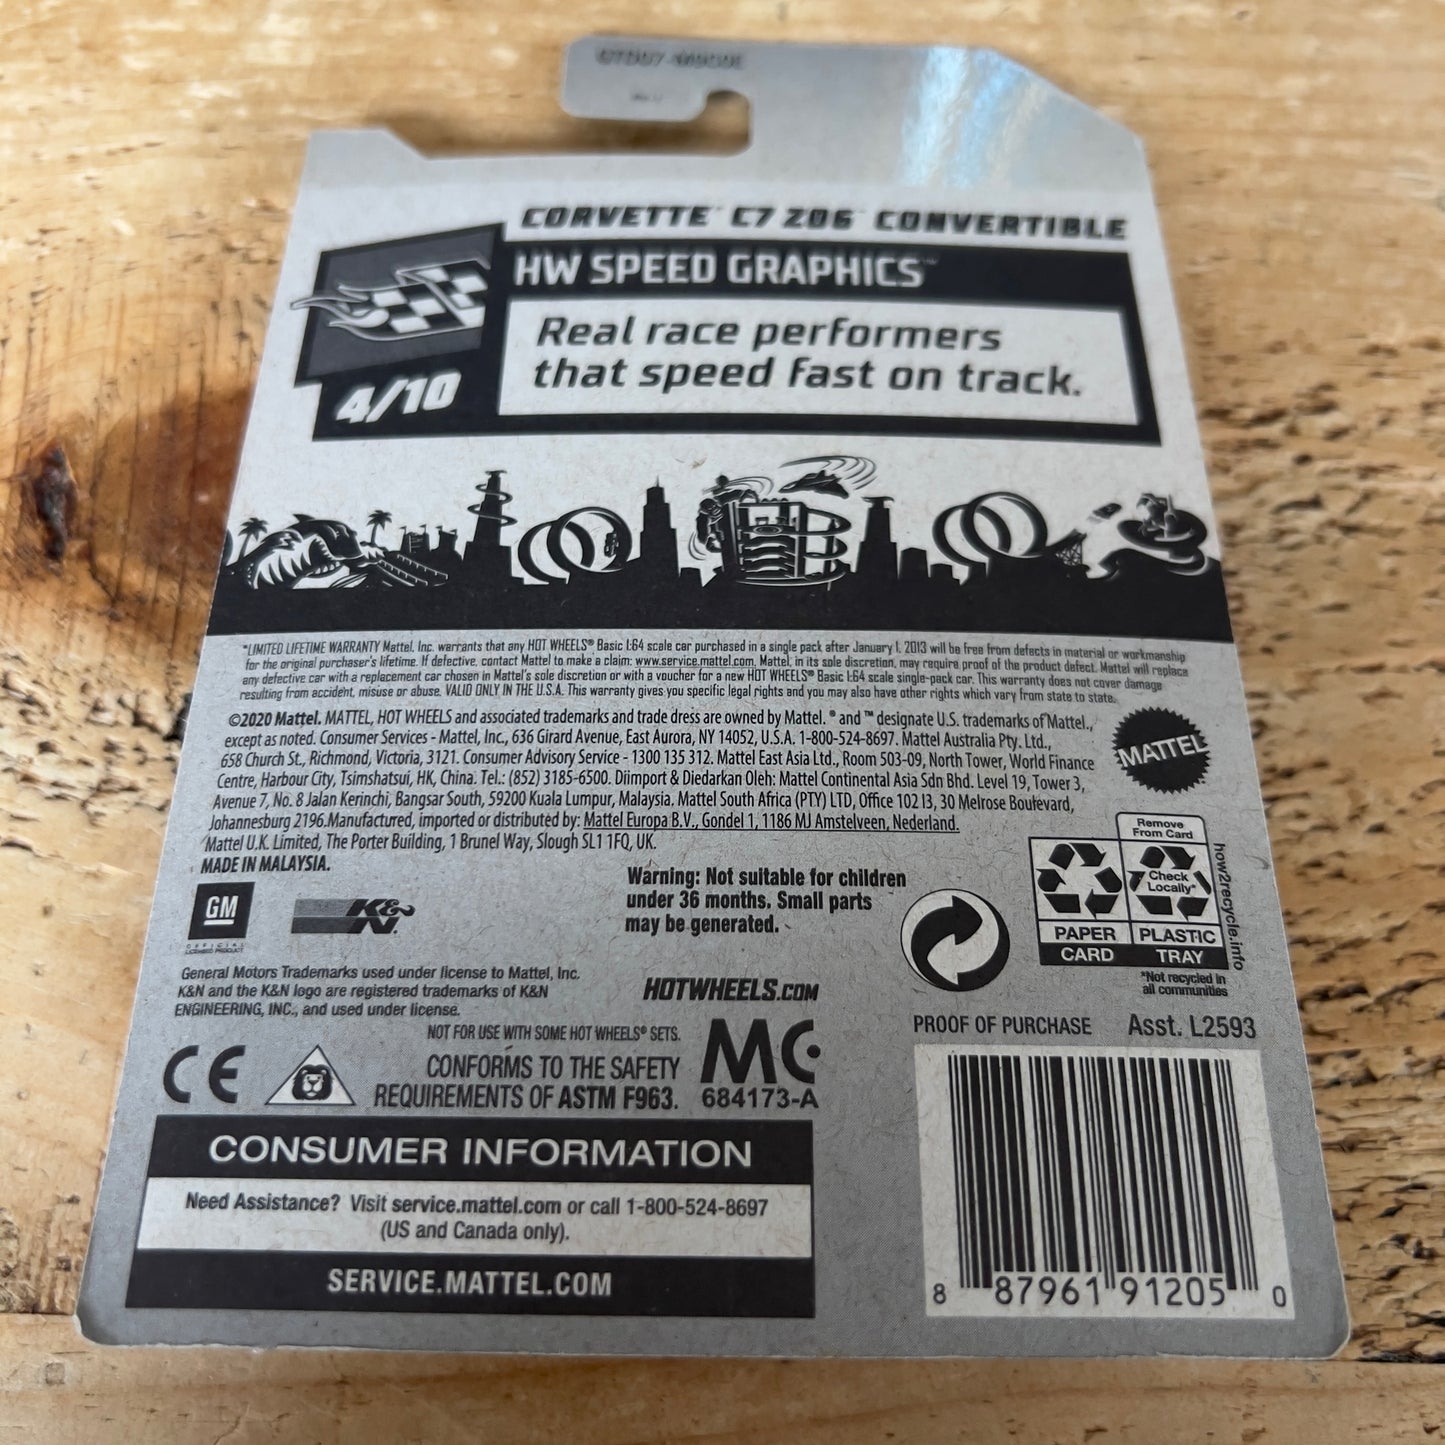 CORVETTE™ C7 Z06™ CONVERTIBLE
HW SPEED GRAPHICS™
Real race performers
that speed fast on track.
4/10
*LIMITED LIFETIME WARRANTY Mattel, Inc. warrants that any HOT WHEELS® Basic 1:64 scale car purchased in a single pack after January 1, 2013 will be free from defects in material or workmanship
for the original purchaser's lifetime. If defective, contact Mattel to make a claim: www.service.mattel.com. Mattel, in its sole discretion, may require proof of the product defect. Mattel will replace
any defective car with a replacement car chosen in Mattel's sole discretion or with a voucher for a new HOT WHEELS® Basic 1:64 scale single-pack car. This warranty does not cover damage
resulting from accident, misuse or abuse. VALID ONLY IN THE U.S.A. This warranty gives you specific legal rights and you may also have other rights which vary from state to state.
©2020 Mattel. MATTEL, HOT WHEELS and associated trademarks and trade dress are owned by Mattel. ® and ™ designate U.S. trademarks of Mattel.,
except as noted. Consumer Services - Mattel, Inc., 636 Girard Avenue, East Aurora, NY 14052, U.S.A. 1-800-524-8697. Mattel Australia Pty. Ltd.,
658 Church St., Richmond, Victoria, 3121. Consumer Advisory Service - 1300 135 312. Mattel East Asia Ltd., Room 503-09, North Tower, World Finance
Centre, Harbour City, Tsimshatsui, HK, China. Tel.: (852) 3185-6500. Diimport & Diedarkan Oleh: Mattel Continental Asia Sdn Bhd. Level 19, Tower 3,
Avenue 7, No. 8 Jalan Kerinchi, Bangsar South, 59200 Kuala Lumpur, Malaysia. Mattel South Africa (PTY) LTD, Office 102 I3, 30 Melrose Boulevard,
Johannesburg 2196.Manufactured, imported or distributed by: Mattel Europa B.V., Gondel 1, 1186 MJ Amstelveen, Nederland.
Mattel U.K. Limited, The Porter Building, 1 Brunel Way, Slough SL1 1FQ, UK.
MADE IN MALAYSIA.
MATTEL
GM
OFFICIAL
LICENSED PRODUCT
K&N
Warning: Not suitable for children
under 36 months. Small parts
may be generated.
Remove
From Card
Check
Locally*
PAPER
PLASTIC
CARD
TRAY
how2recycle.info
*Not recycled in
all communities
General Motors Trademarks used under license to Mattel, Inc.
K&N and the K&N logo are registered trademarks of K&N
ENGINEERING, INC., and used under license.
HOTWHEELS.COM
NOT FOR USE WITH SOME HOT WHEELS® SETS.
CE
CONFORMS TO THE SAFETY
REQUIREMENTS OF ASTM F963.
MC
684173-A
PROOF OF PURCHASE
Asst. L2593
CONSUMER INFORMATION
Need Assistance? Visit service.mattel.com or call 1-800-524-8697
(US and Canada only).
SERVICE.MATTEL.COM
8 87961 91205 0